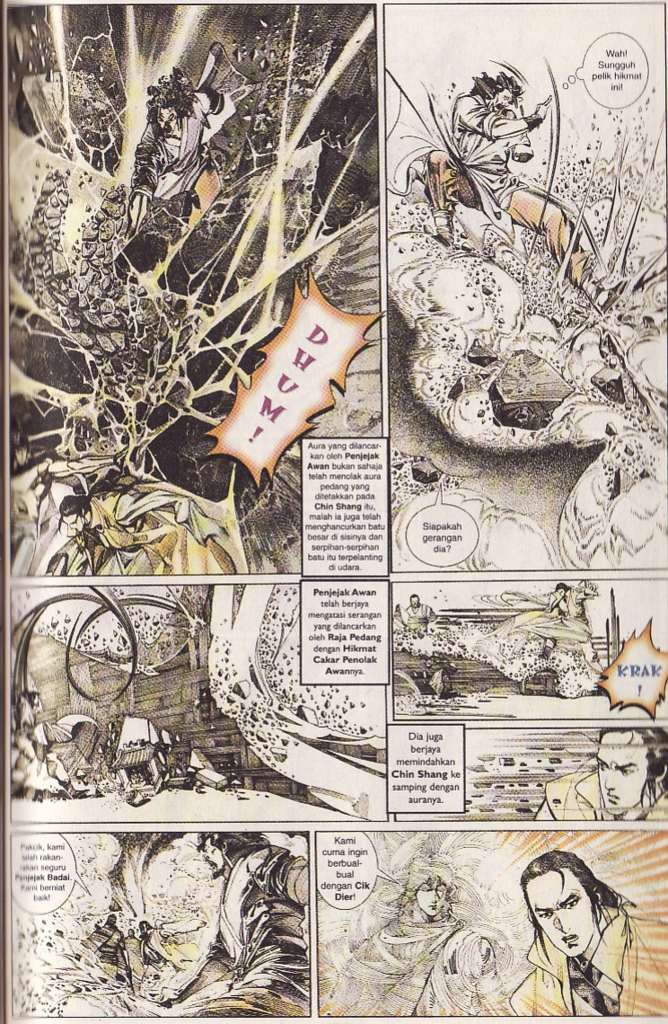 Wah!
Sungguh
pelik hikmat
ini!
DHUM!
Aura yang dilancar-
kan oleh Penjejak
Awan bukan sahaja
telah menolak aura
pedang yang
ditetakkan pada
Chin Shang itu,
malah ia juga telah
menghancurkan batu
besar di sisinya dan
serpihan-serpihan
batu itu terpelanting
di udara.
Siapakah
gerangan
dia?
Penjejak Awan
telah berjaya
mengatasi serangan
yang dilancarkan
oleh Raja Pedang
dengan Hikmat
Cakar Penolak
Awannya.
KRAK
!
Dia juga
berjaya
memindahkan
Chin Shang ke
samping dengan
auranya.
Pakcik, kami
ialah rakan-
rakan seguru
Penjejak Badai.
Kami berniat
baik!
Kami
cuma ingin
berbual-
bual
dengan Cik
Dier!